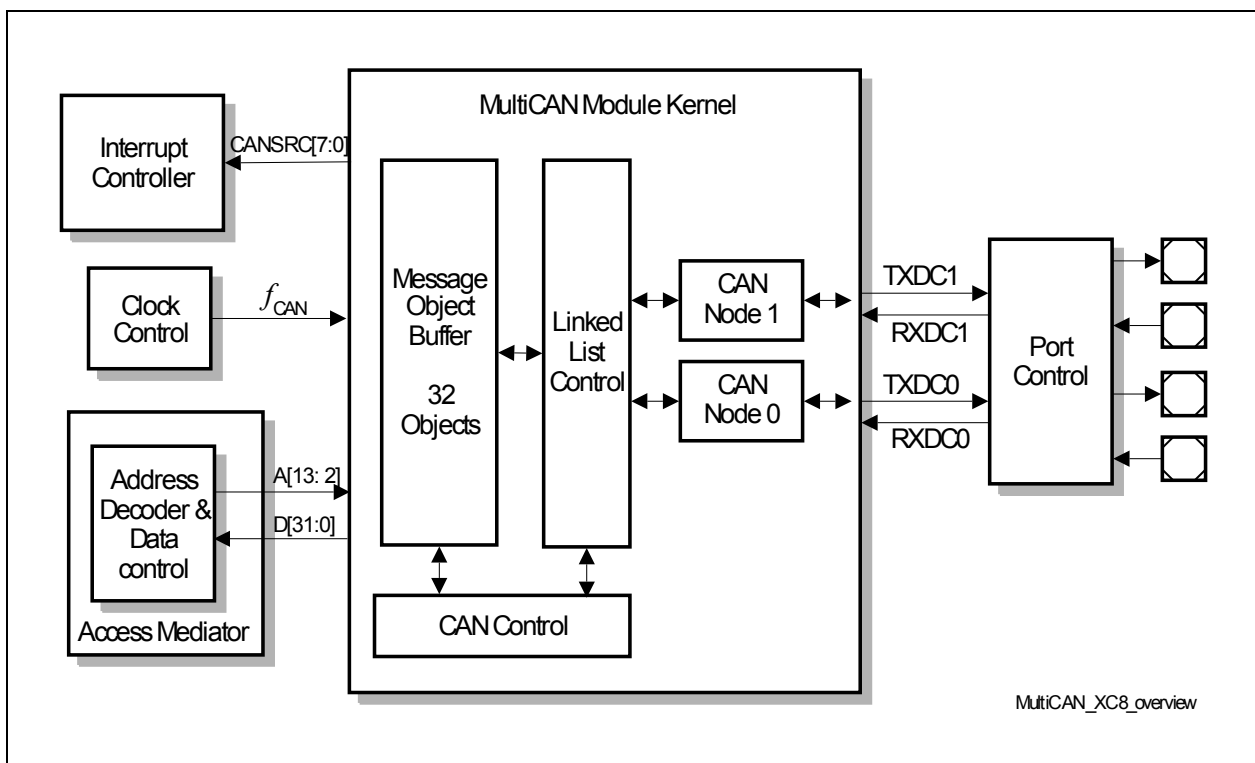 MultiCAN Module Kernel
Interrupt
Controller
CANSRC[7:0]
Clock
Control
fCAN
Address
Decoder &
Data
control
Access Mediator
A[13: 2]
D[31:0]
Message
Object
Buffer
32
Objects
Linked
List
Control
CAN
Node 1
CAN
Node 0
CAN Control
TXDC1
RXDC1
TXDC0
RXDC0
Port
Control
MultiCAN_XC8_overview